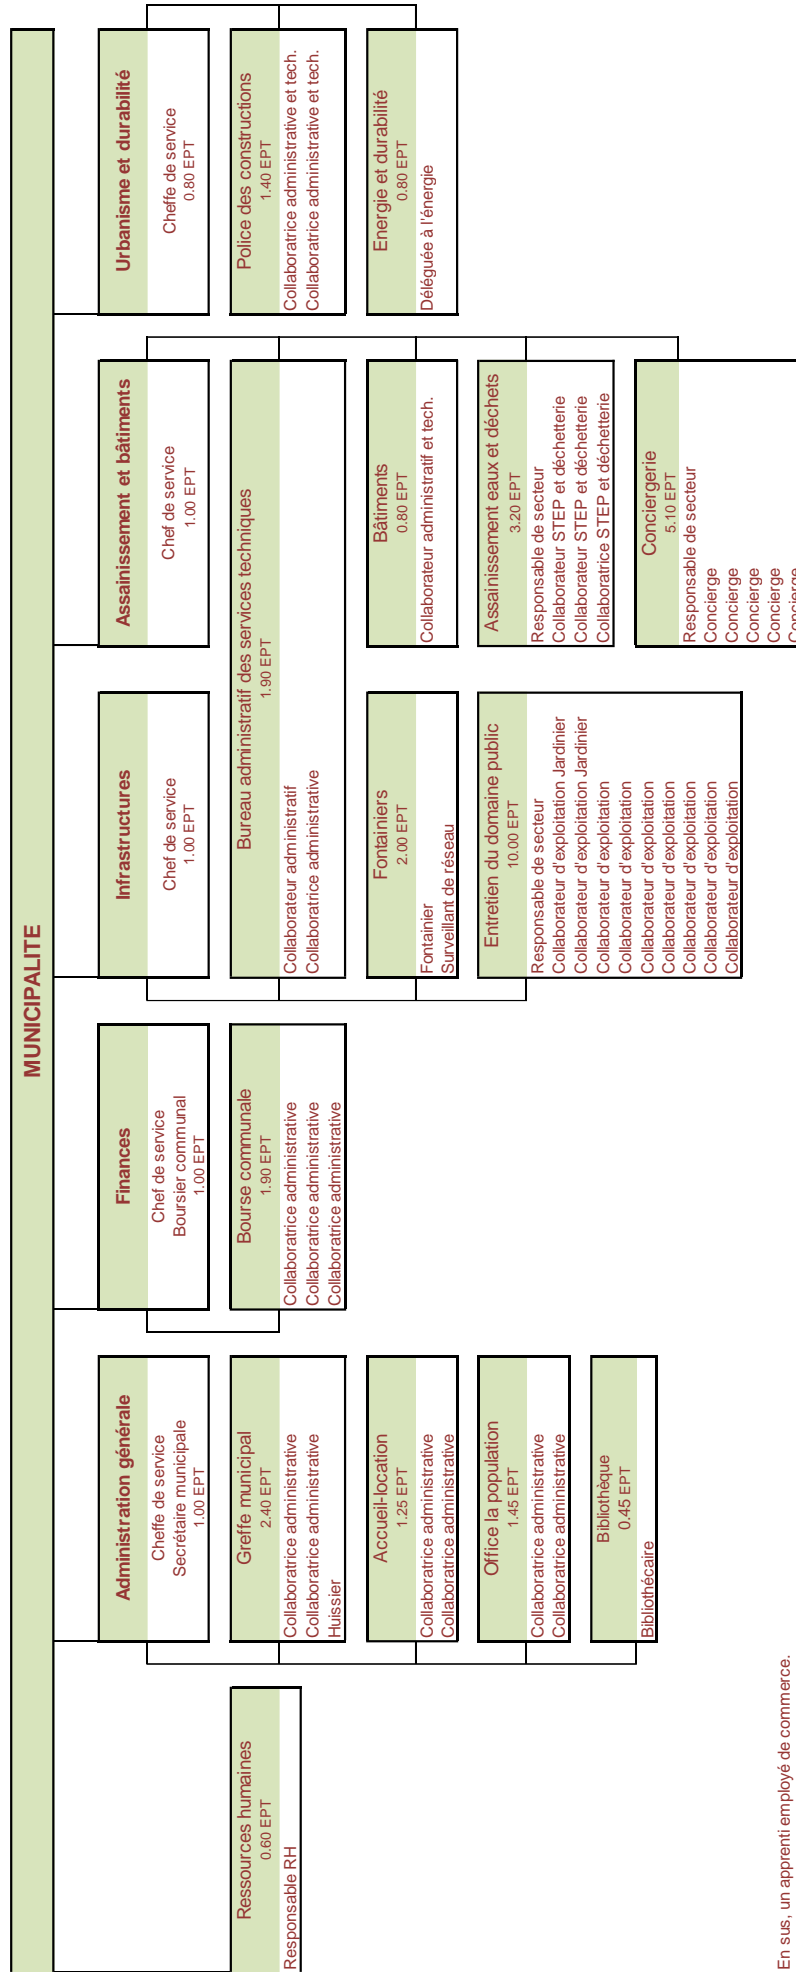 MUNICIPALITE
Ressources humaines
0.60 EPT
Responsable RH
Administration générale
Cheffe de service
Secrétaire municipale
1.00 EPT
Greffe municipal
2.40 EPT
Collaboratrice administrative
Collaboratrice administrative
Huissier
Accueil-location
1.25 EPT
Collaboratrice administrative
Collaboratrice administrative
Office la population
1.45 EPT
Collaboratrice administrative
Collaboratrice administrative
Bibliothèque
0.45 EPT
Bibliothécaire
Finances
Chef de service
Boursier communal
1.00 EPT
Bourse communale
1.90 EPT
Collaboratrice administrative
Collaboratrice administrative
Collaboratrice administrative
Infrastructures
Chef de service
1.00 EPT
Bureau administratif des services techniques
1.90 EPT
Collaborateur administratif
Collaboratrice administrative
Fontainiers
2.00 EPT
Fontainier
Surveillant de réseau
Entretien du domaine public
10.00 EPT
Responsable de secteur
Collaborateur d'exploitation Jardinier
Collaborateur d'exploitation Jardinier
Collaborateur d'exploitation
Collaborateur d'exploitation
Collaborateur d'exploitation
Collaborateur d'exploitation
Collaborateur d'exploitation
Collaborateur d'exploitation
Collaborateur d'exploitation
Assainissement et bâtiments
Chef de service
1.00 EPT
Bâtiments
0.80 EPT
Collaborateur administratif et tech.
Assainissement eaux et déchets
3.20 EPT
Responsable de secteur
Collaborateur STEP et déchetterie
Collaborateur STEP et déchetterie
Collaboratrice STEP et déchetterie
Conciergerie
5.10 EPT
Responsable de secteur
Concierge
Concierge
Concierge
Concierge
Concierge
Urbanisme et durabilité
Cheffe de service
0.80 EPT
Police des constructions
1.40 EPT
Collaboratrice administrative et tech.
Collaboratrice administrative et tech.
Energie et durabilité
0.80 EPT
Déléguée à l'énergie
En sus, un apprenti employé de commerce.